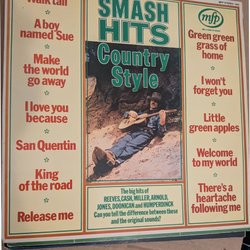 Walk tall
A boy
named Sue
Make
the world
go away
I love you
because
San Quentin
King
of the road
Release me
SMASH
HITS
Country
Style
mfp
Green green
grass of
home
I won't
forget you
Little
green apples
Welcome to
my world
There's a
heartache
following me
The big hits of
REEVES, CASH, MILLER, ARNOLD,
JONES, DOONICAN and HUMPERDINCK
Can you tell the difference between these
and the original sounds?